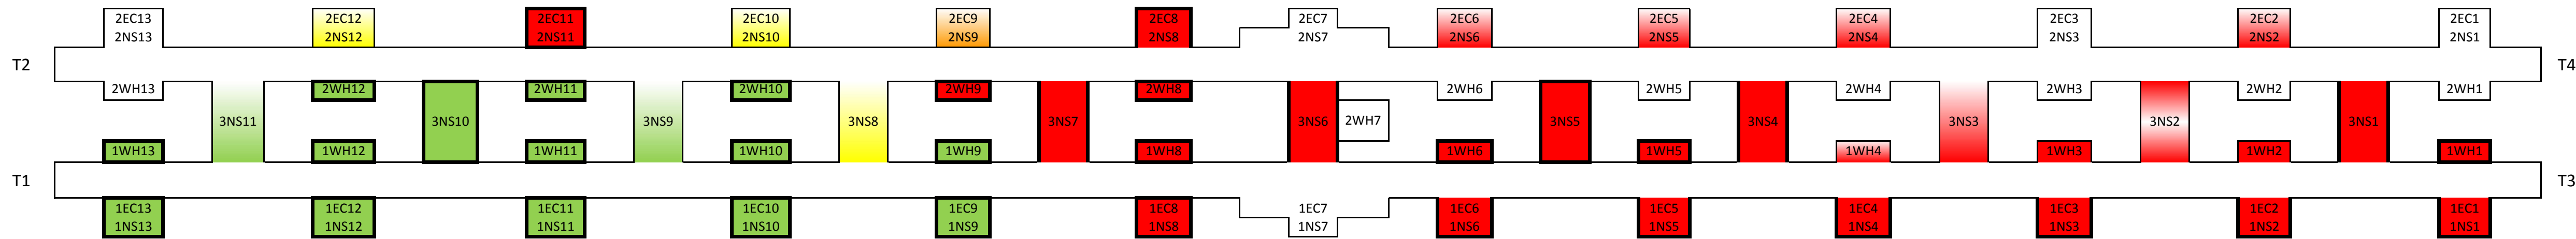 2EC13 2EC12 2EC11 2EC10 2EC9 2EC8 2EC7 2EC6 2EC5 2EC4 2EC3 2EC2 2EC1
2NS13 2NS12 2NS11 2NS10 2NS9 2NS8 2NS7 2NS6 2NS5 2NS4 2NS3 2NS2 2NS1
T2 T4
2WH13 2WH12 2WH11 2WH10 2WH9 2WH8 2WH6 2WH5 2WH4 2WH3 2WH2 2WH1
3NS11 3NS10 3NS9 3NS8 3NS7 3NS6 2WH7 3NS5 3NS4 3NS3 3NS2 3NS1
1WH13 1WH12 1WH11 1WH10 1WH9 1WH8 1WH6 1WH5 1WH4 1WH3 1WH2 1WH1
T1 T3
1EC13 1EC12 1EC11 1EC10 1EC9 1EC8 1EC7 1EC6 1EC5 1EC4 1EC3 1EC2 1EC1
1NS13 1NS12 1NS11 1NS10 1NS9 1NS8 1NS7 1NS6 1NS5 1NS4 1NS3 1NS2 1NS1